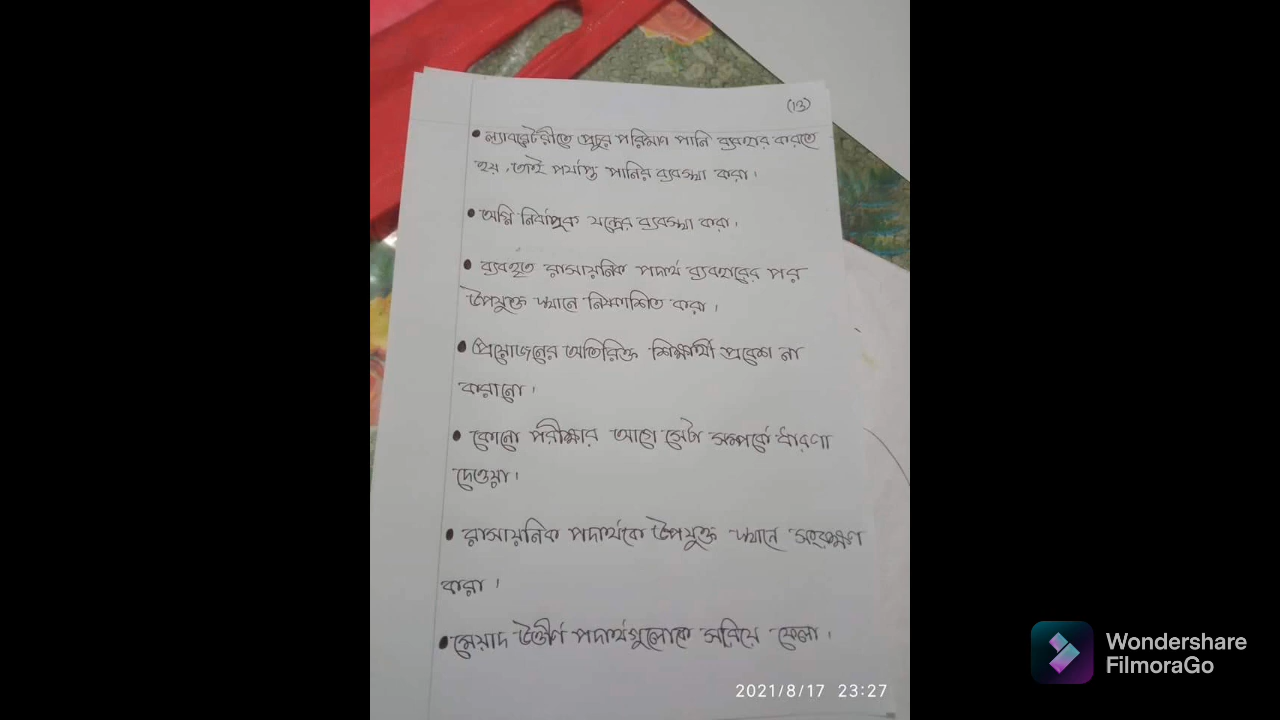 (13)
• ল্যাবরেটরীতে প্রচুর পরিমাণ পানি ব্যবহার করতে
হয়, তাই পর্যাপ্ত পানির ব্যবস্থা করা।
• অগ্নি নির্বাপক যন্ত্রের ব্যবস্থা করা।
• ব্যবহৃত রাসায়নিক পদার্থ ব্যবহারের পর
উপযুক্ত স্থানে নিষ্কাশিত করা।
• প্রয়োজনের অতিরিক্ত শিক্ষার্থী প্রবেশ না
করানো।
• কোনো পরীক্ষার আগে সেটা সম্পর্কে ধারণা
দেওয়া।
• রাসায়নিক পদার্থকে উপযুক্ত স্থানে সংরক্ষণ
করা।
• মেয়াদ উত্তীর্ণ পদার্থগুলোকে সরিয়ে ফেলা।
2021/8/17 23:27
Wondershare
FilmoraGo